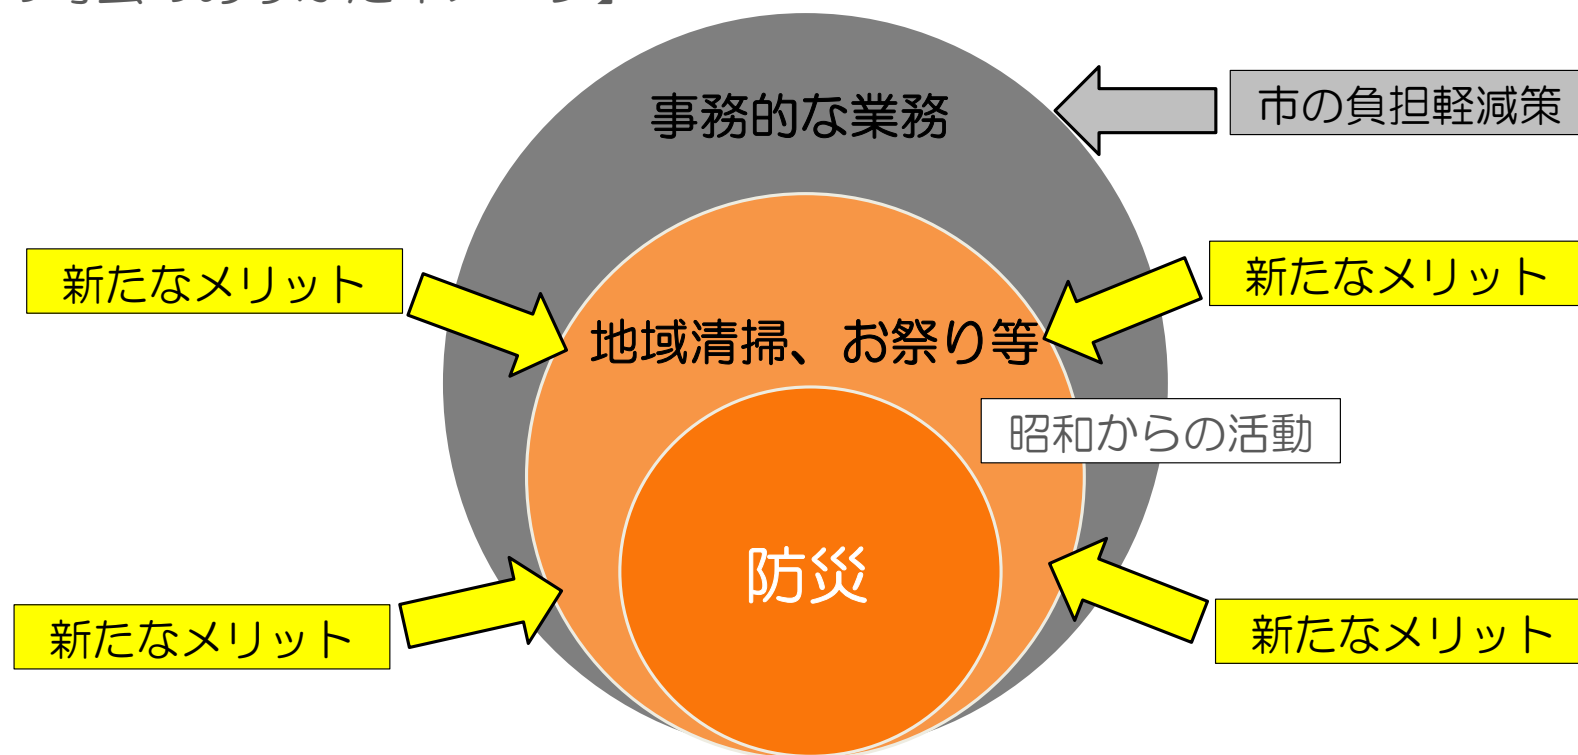 事務的な業務
市の負担軽減策
新たなメリット
新たなメリット
地域清掃、お祭り等
昭和からの活動
防災
新たなメリット
新たなメリット